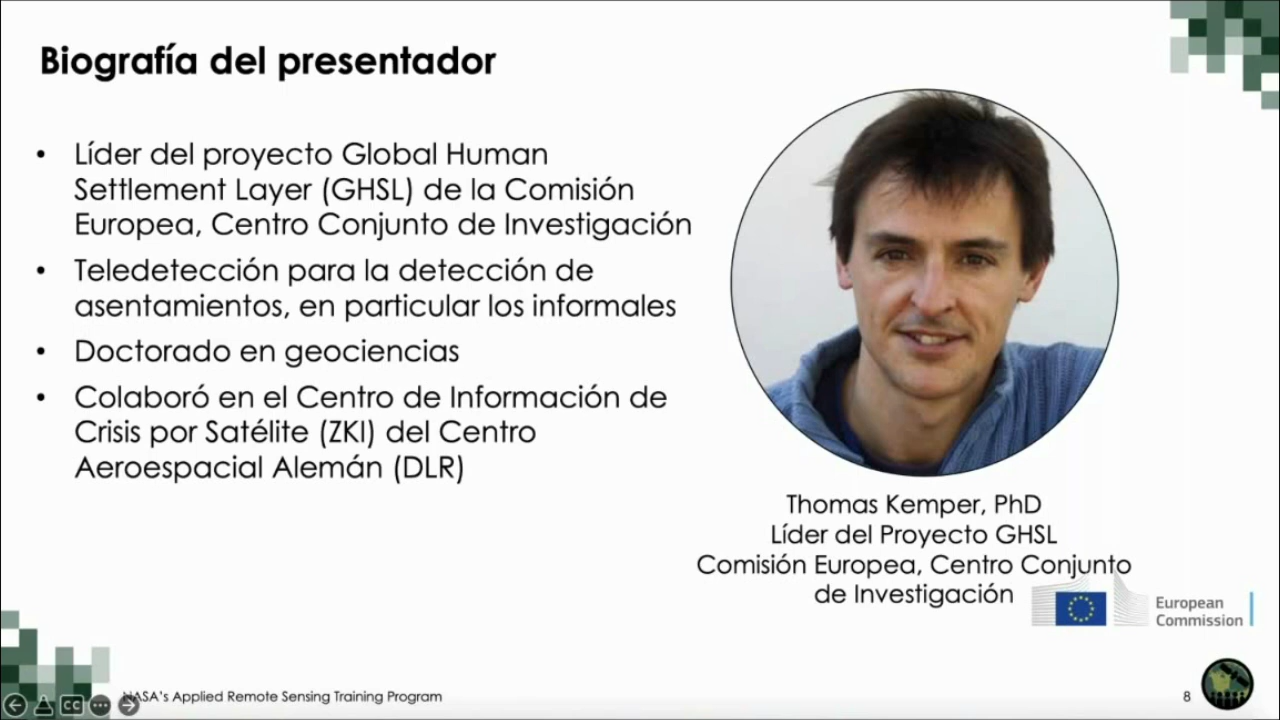 Biografía del presentador
• Líder del proyecto Global Human
Settlement Layer (GHSL) de la Comisión
Europea, Centro Conjunto de Investigación
• Teledetección para la detección de
asentamientos, en particular los informales
• Doctorado en geociencias
• Colaboró en el Centro de Información de
Crisis por Satélite (ZKI) del Centro
Aeroespacial Alemán (DLR)
Thomas Kemper, PhD
Líder del Proyecto GHSL
Comisión Europea, Centro Conjunto
de Investigación
European
Commission
CC
NASA's Applied Remote Sensing Training Program
8